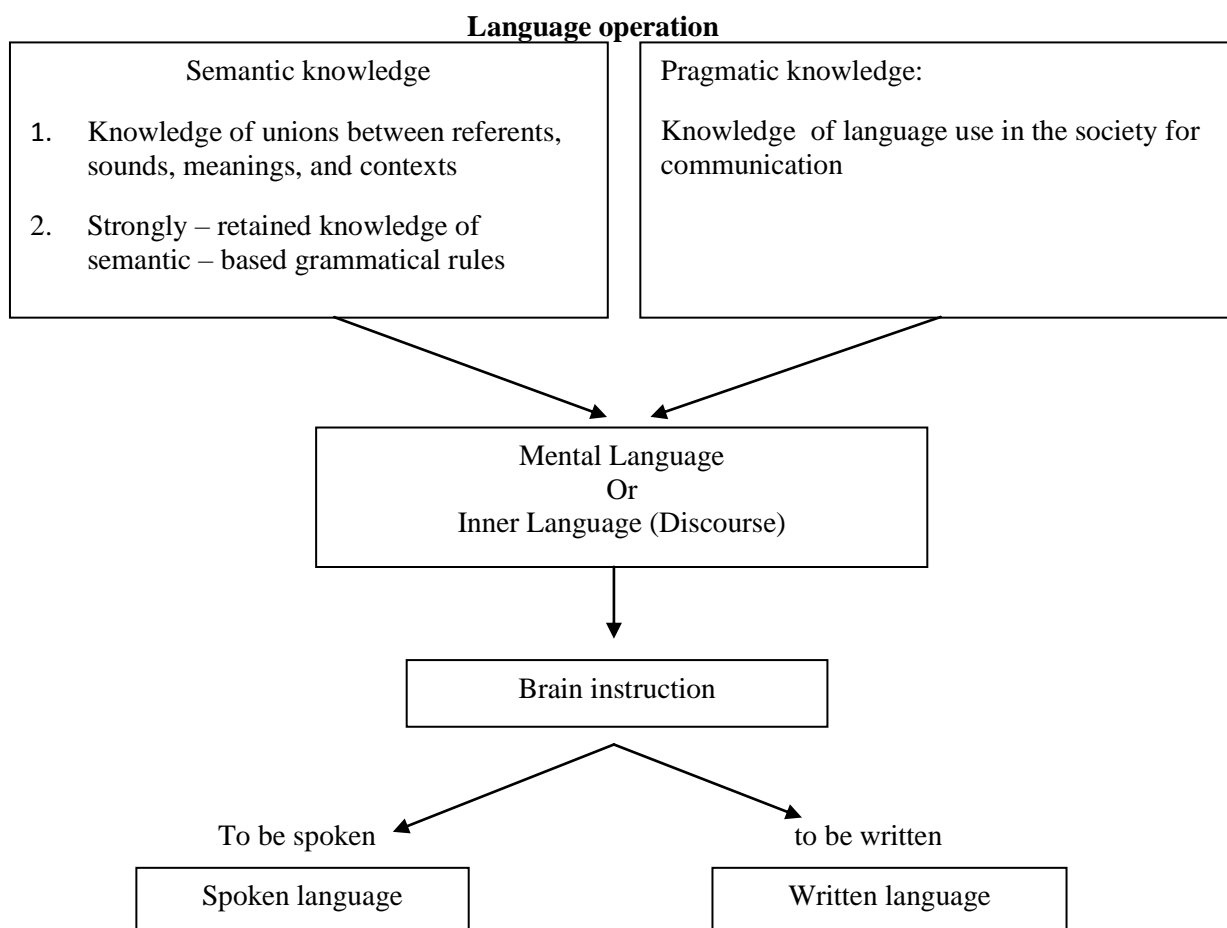 Language operation
Semantic knowledge
1. Knowledge of unions between referents,
sounds, meanings, and contexts
2. Strongly – retained knowledge of
semantic – based grammatical rules
Pragmatic knowledge:
Knowledge of language use in the society for
communication
Mental Language
Or
Inner Language (Discourse)
Brain instruction
To be spoken
to be written
Spoken language
Written language